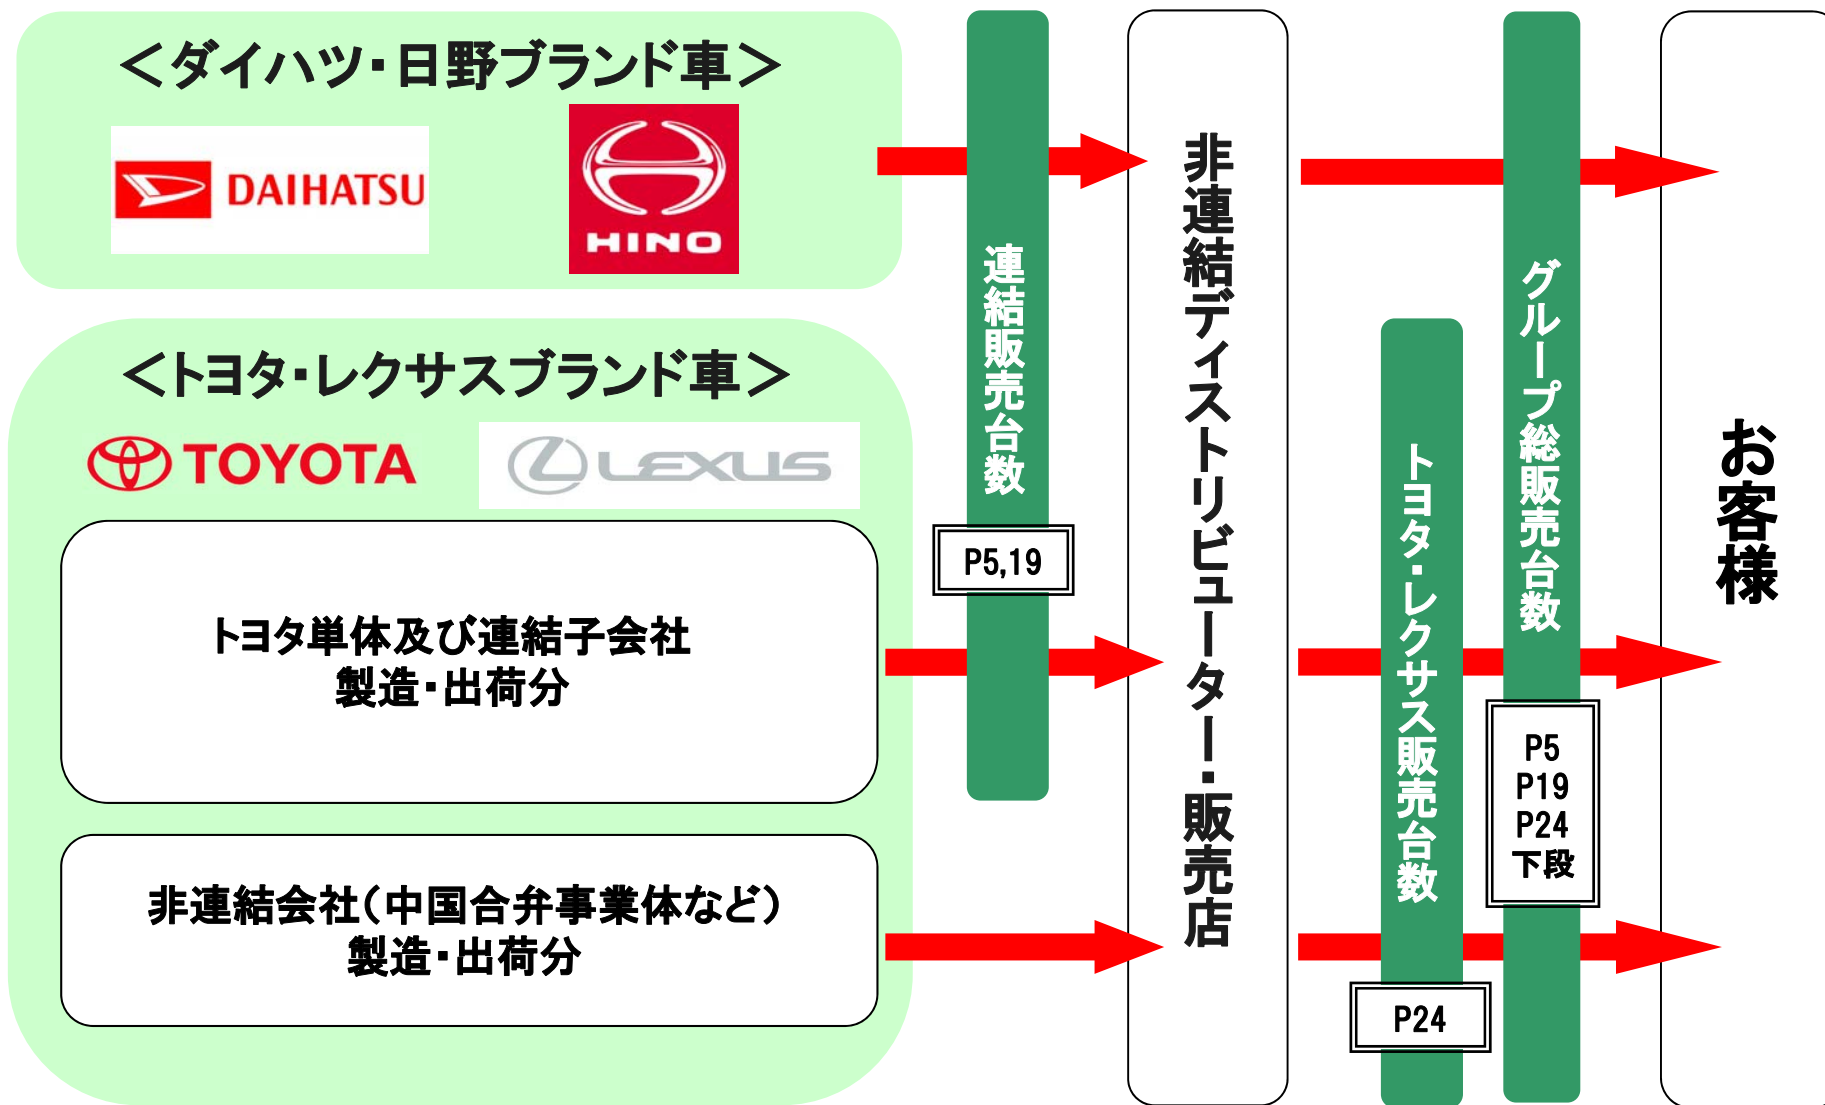 ＜ダイハツ・日野ブランド車＞
DAIHATSU
HINO
＜トヨタ・レクサスブランド車＞
TOYOTA
LEXUS
トヨタ単体及び連結子会社
製造・出荷分
非連結会社（中国合弁事業体など）
製造・出荷分
連結販売台数
P5,19
非連結ディストリビューター・販売店
トヨタ・レクサス販売台数
P24
グループ総販売台数
P5
P19
P24
下段
お客様